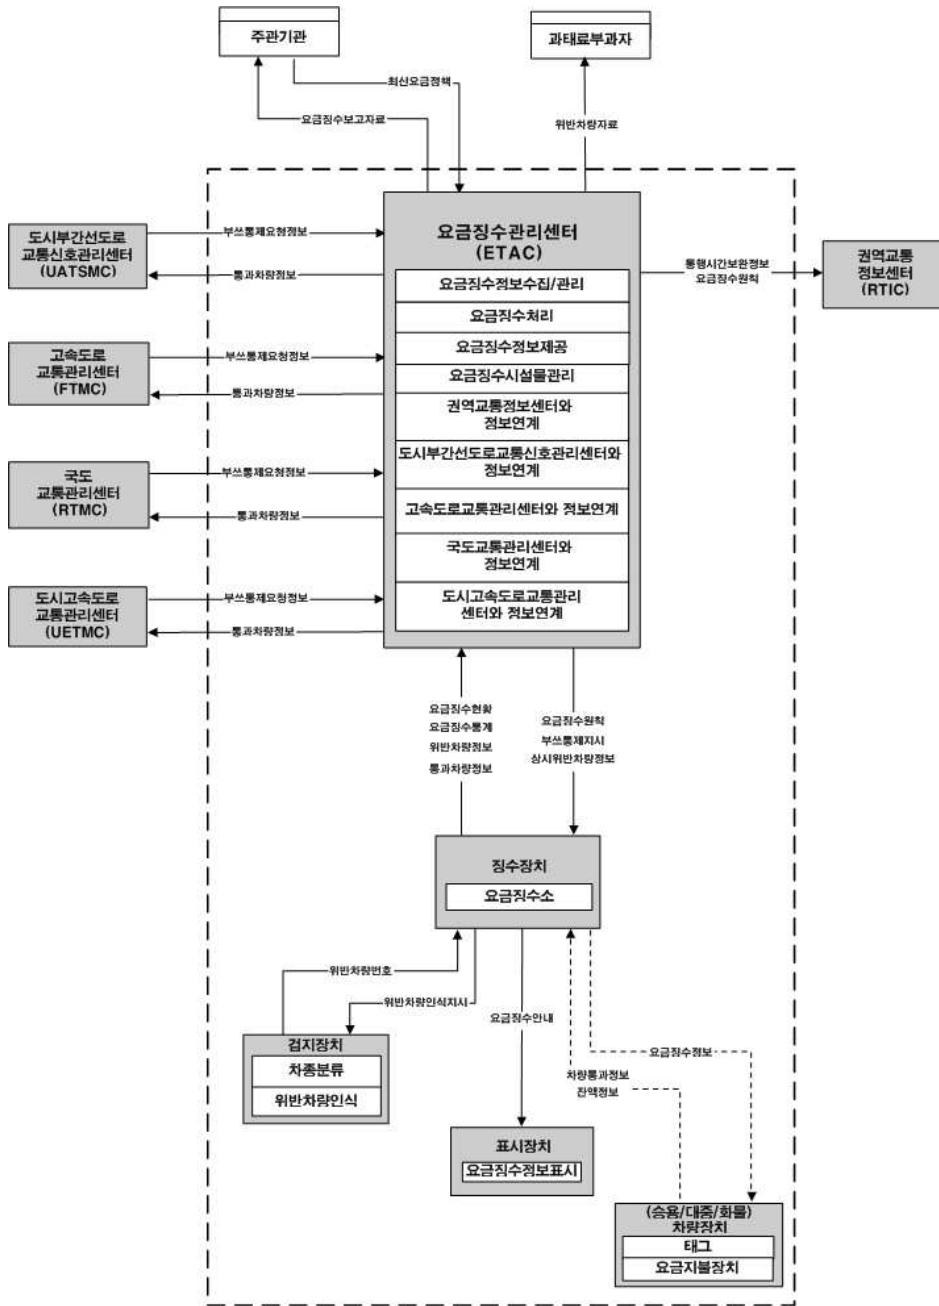 주관기관
과태료부과자
최신요금정책
요금징수보고자료
위반차량자료
도시부간선도로
교통신호관리센터
(UATSMC)
부쓰통제요청정보
통과차량정보
요금징수관리센터
(ETAC)
통행시간보완정보
요금징수원칙
권역교통
정보센터
(RTIC)
요금징수정보수집/관리
요금징수처리
요금징수정보제공
요금징수시설물관리
권역교통정보센터와
정보연계
도시부간선도로교통신호관리센터와
정보연계
고속도로교통관리센터와 정보연계
국도교통관리센터와
정보연계
도시고속도로교통관리
센터와 정보연계
고속도로
교통관리센터
(FTMC)
부쓰통제요청정보
통과차량정보
국도
교통관리센터
(RTMC)
부쓰통제요청정보
통과차량정보
도시고속도로
교통관리센터
(UETMC)
부쓰통제요청정보
통과차량정보
요금징수현황
요금징수통계
위반차량정보
통과차량정보
요금징수원칙
부쓰통제지시
상시위반차량정보
징수장치
요금징수소
위반차량번호
위반차량인식지시
요금징수안내
요금징수정보
차량통과정보
잔액정보
검지장치
차종분류
위반차량인식
표시장치
요금징수정보표시
(승용/대중/화물)
차량장치
태그
요금지불장치